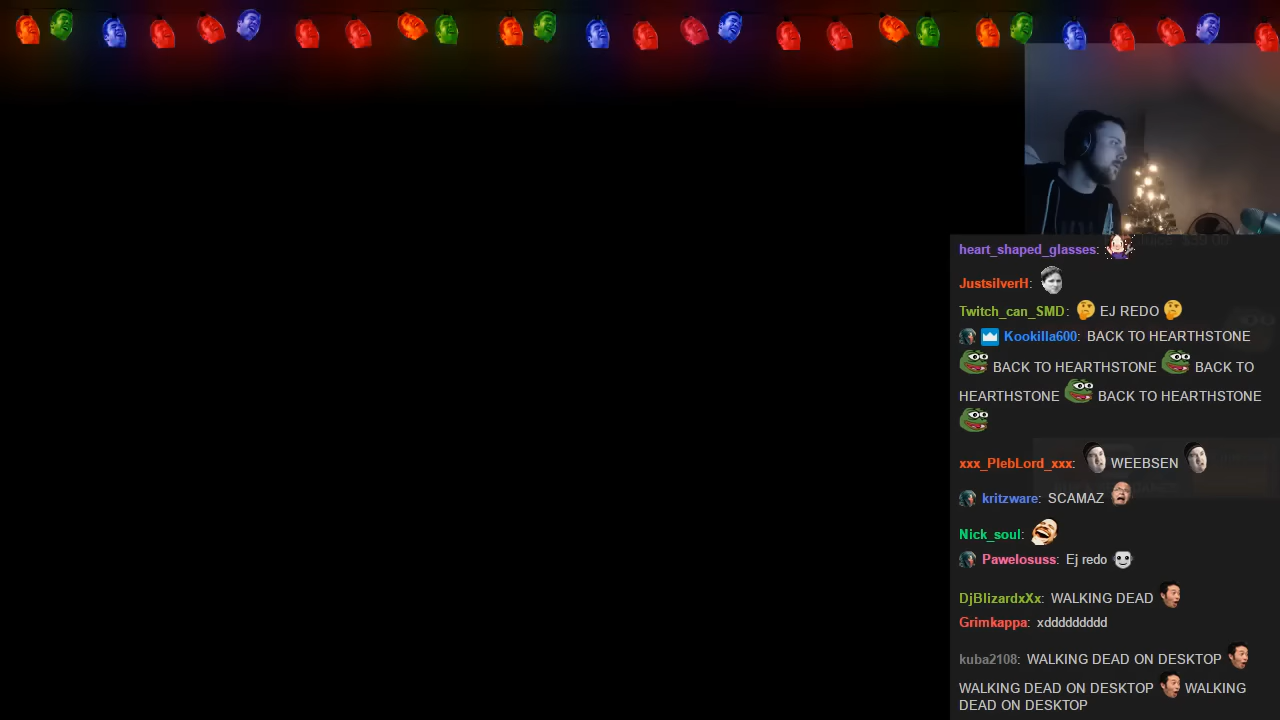 heart_shaped_glasses:
JustsilverH:
Twitch_can_SMD: EJ REDO
Kookilla600: BACK TO HEARTHSTONE
BACK TO HEARTHSTONE BACK TO
HEARTHSTONE BACK TO HEARTHSTONE
xxx_PlebLord_xxx: WEEBSEN
kritzware: SCAMAZ
Nick_soul:
Pawelosuss: Ej redo
DjBlizardxXx: WALKING DEAD
Grimkappa: xddddddddd
kuba2108: WALKING DEAD ON DESKTOP
WALKING DEAD ON DESKTOP WALKING
DEAD ON DESKTOP